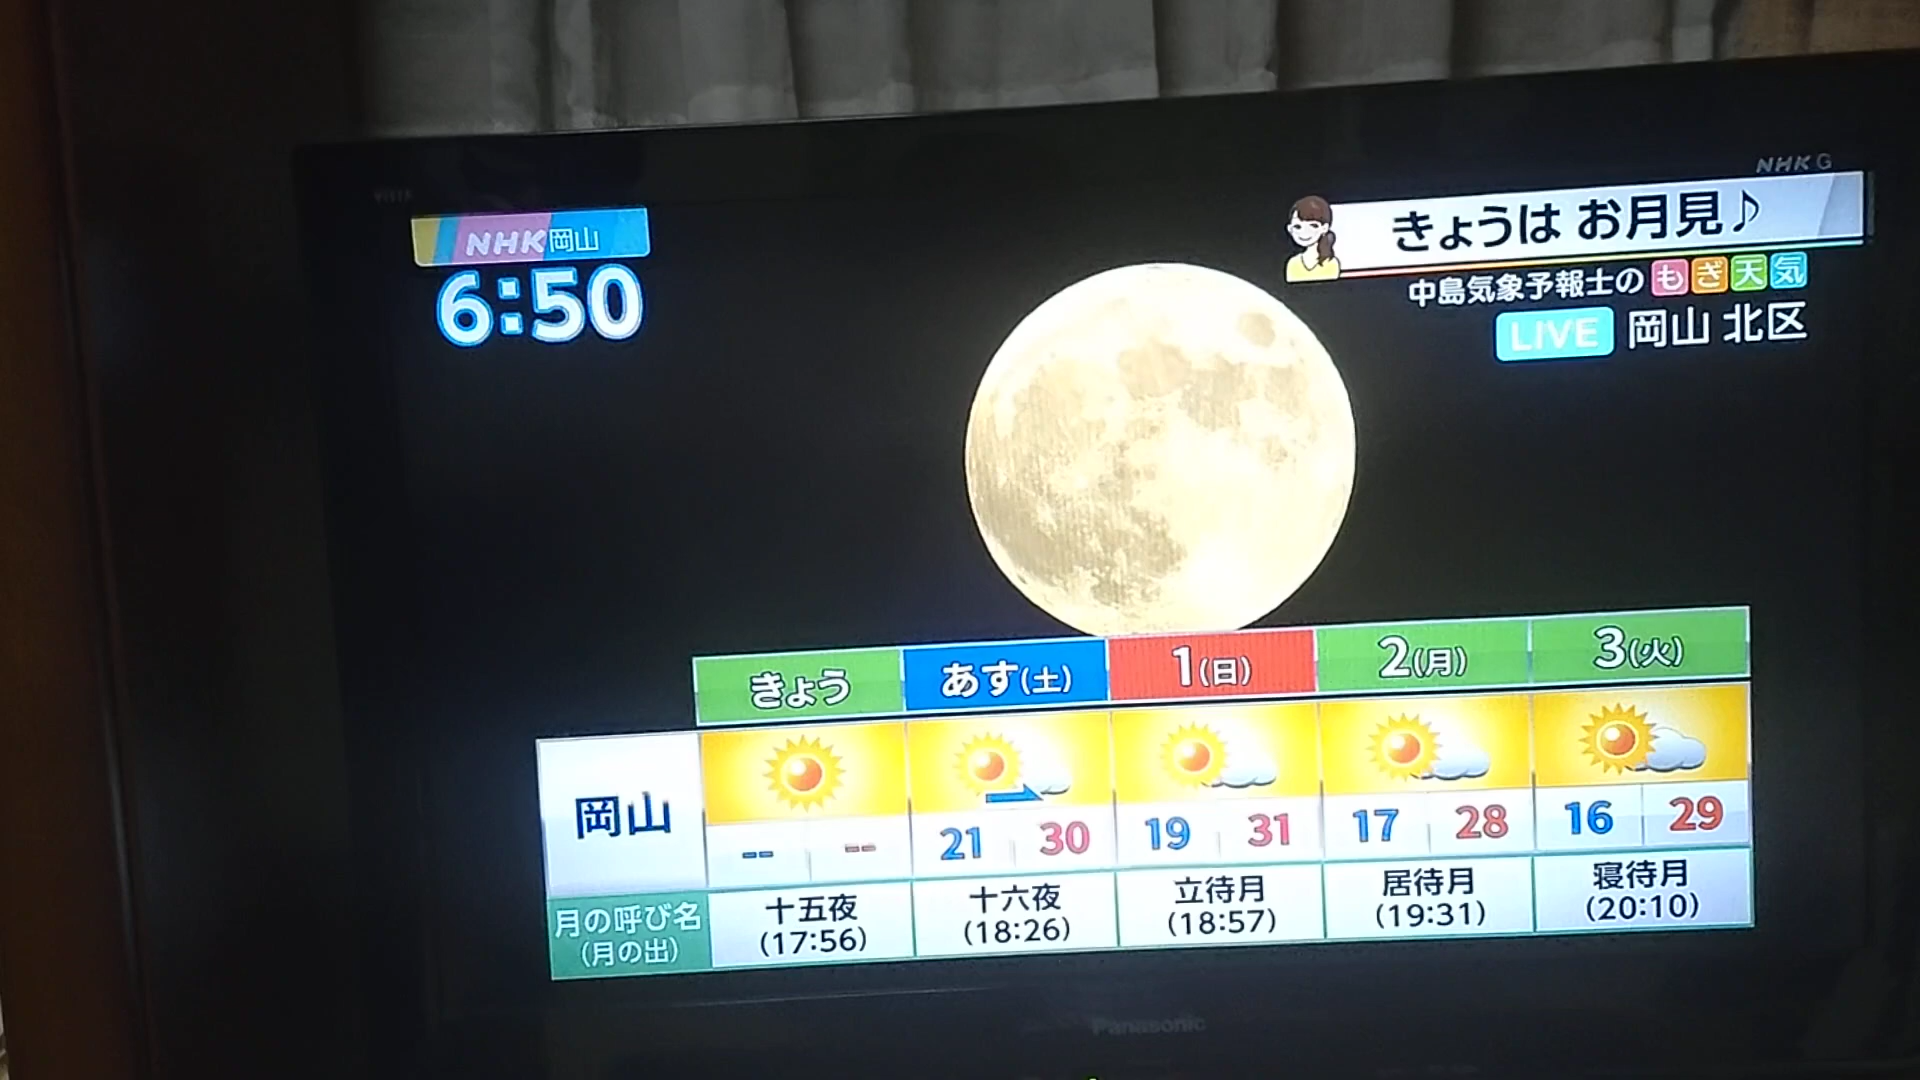 NHK G
NHK岡山
6:50
きょうは お月見♪
中島気象予報士の もぎ天気
LIVE 岡山 北区
きょう あす(土) 1(日) 2(月) 3(火)
岡山
-- -- 21 30 19 31 17 28 16 29
月の呼び名 十五夜 十六夜 立待月 居待月 寝待月
(月の出) (17:56) (18:26) (18:57) (19:31) (20:10)
Panasonic